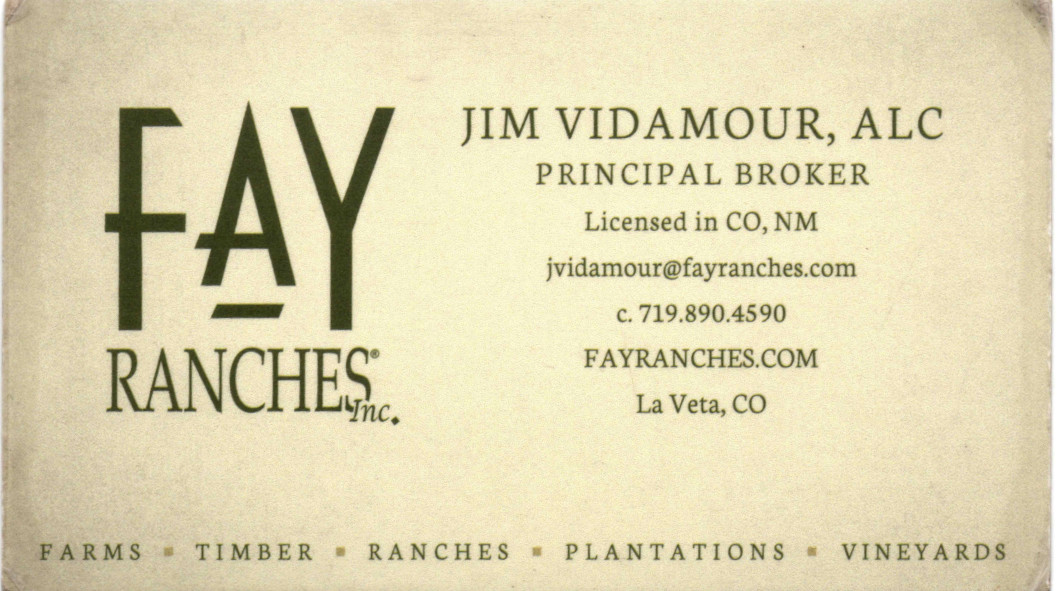 FAY
RANCHES® Inc.
JIM VIDAMOUR, ALC
PRINCIPAL BROKER
Licensed in CO, NM
jvidamour@fayranches.com
c. 719.890.4590
FAYRANCHES.COM
La Veta, CO
FARMS ▪ TIMBER ▪ RANCHES ▪ PLANTATIONS ▪ VINEYARDS